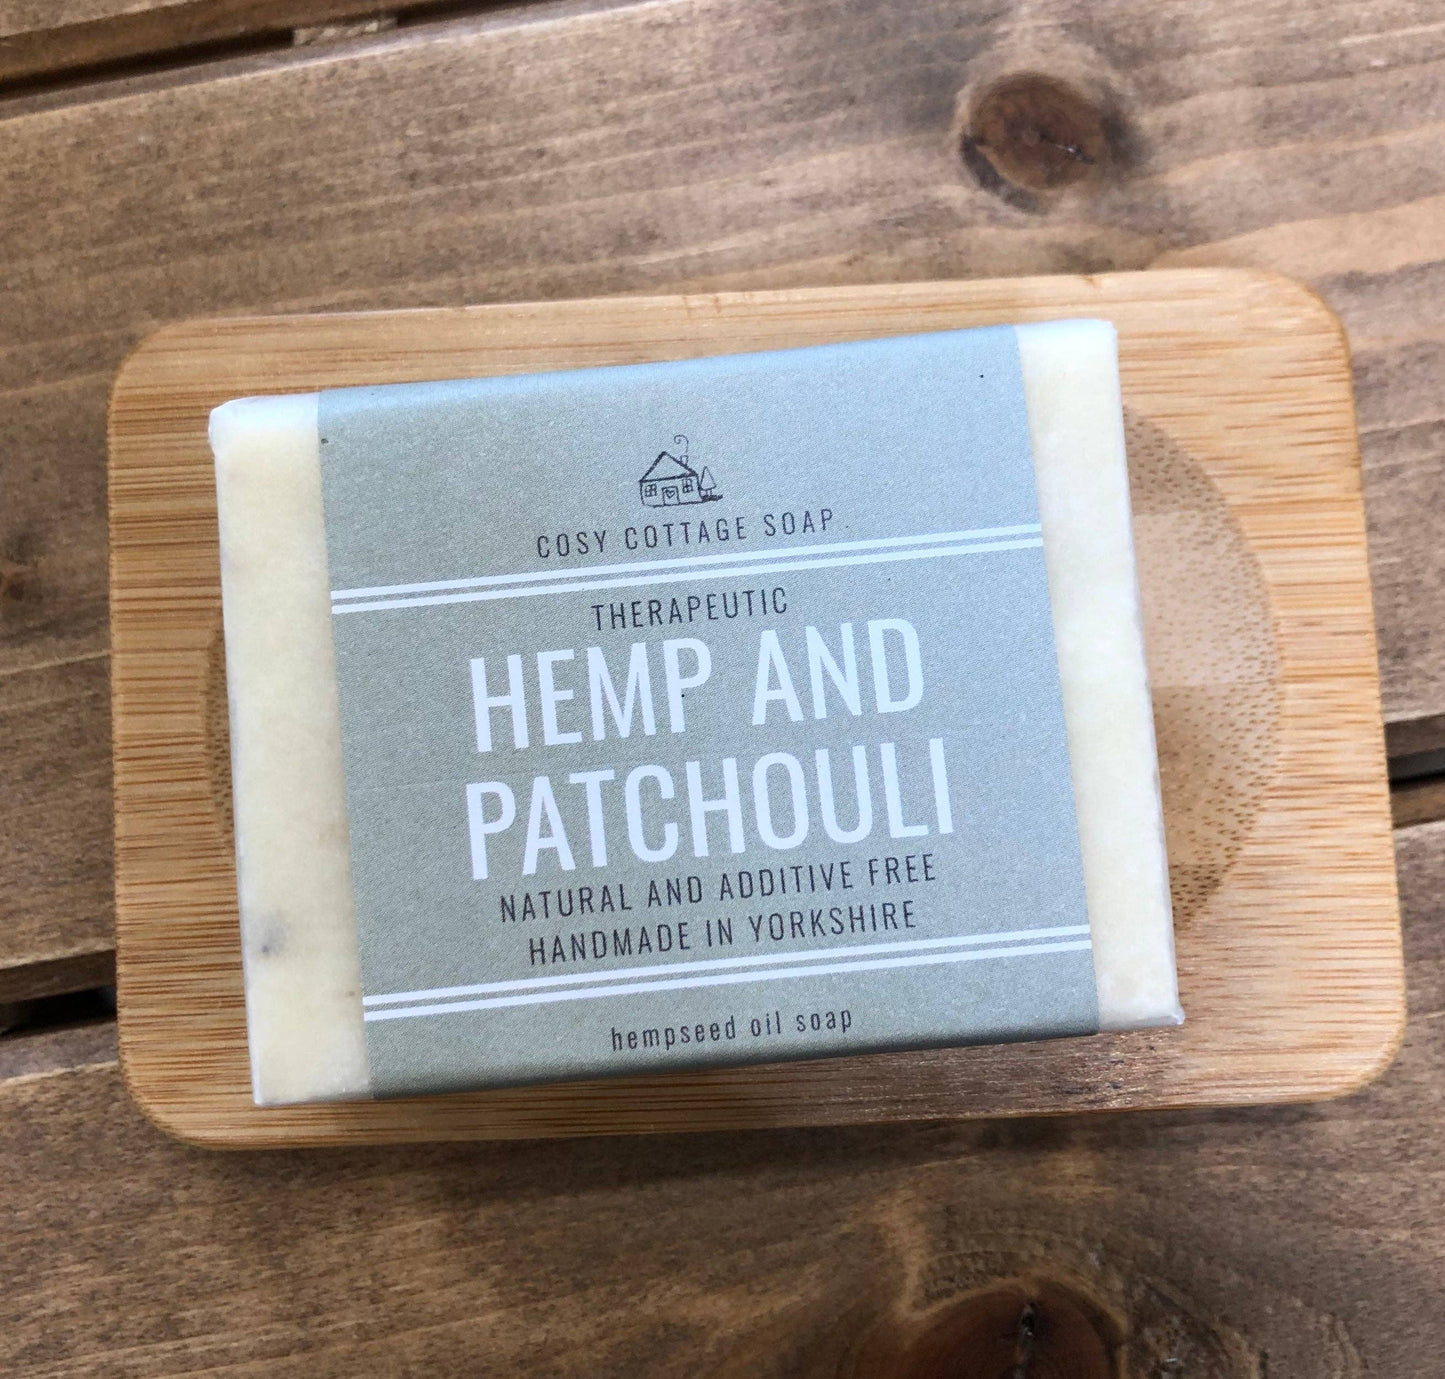 COSY COTTAGE SOAP
THERAPEUTIC
HEMP AND
PATCHOULI
NATURAL AND ADDITIVE FREE
HANDMADE IN YORKSHIRE
hempseed oil soap